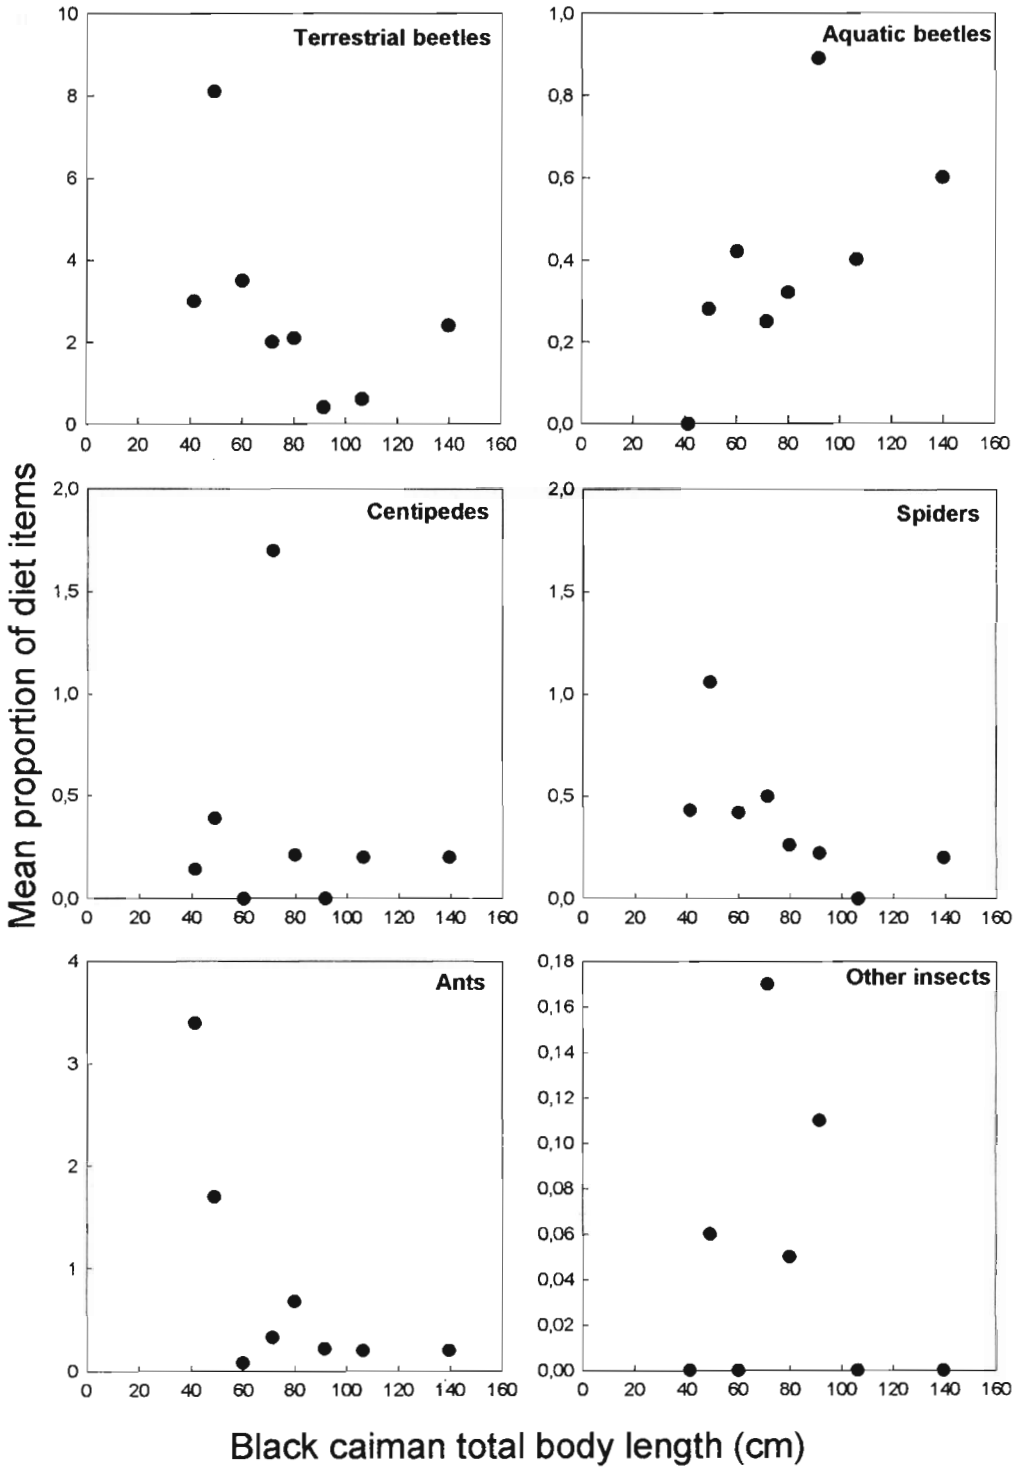 Terrestrial beetles
10
8
6
4
2
0
0 20 40 60 80 100 120 140 160
Aquatic beetles
1,0
0,8
0,6
0,4
0,2
0,0
0 20 40 60 80 100 120 140 160
Mean proportion of diet items
Centipedes
2,0
1,5
1,0
0,5
0,0
0 20 40 60 80 100 120 140 160
Spiders
2,0
1,5
1,0
0,5
0,0
0 20 40 60 80 100 120 140 160
Ants
4
3
2
1
0
0 20 40 60 80 100 120 140 160
Other insects
0,18
0,16
0,14
0,12
0,10
0,08
0,06
0,04
0,02
0,00
0 20 40 60 80 100 120 140 160
Black caiman total body length (cm)